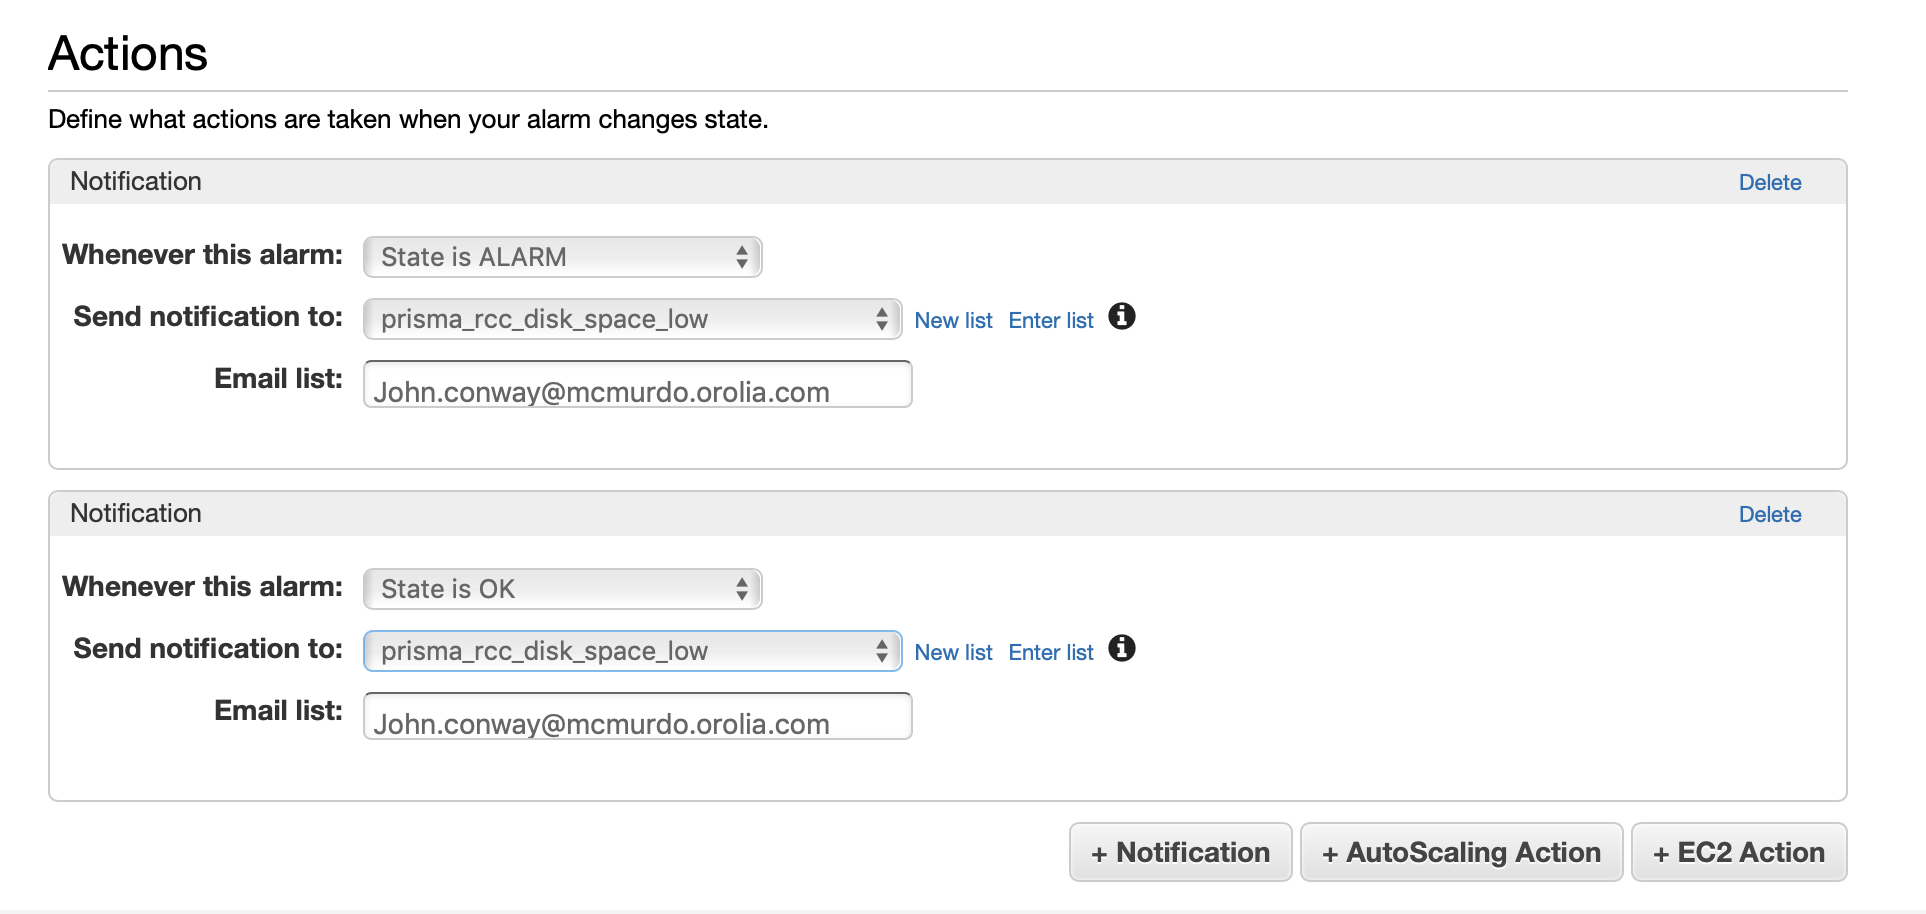 Actions
Define what actions are taken when your alarm changes state.
Notification Delete
Whenever this alarm: State is ALARM
Send notification to: prisma_rcc_disk_space_low New list Enter list
Email list: John.conway@mcmurdo.orolia.com
Notification Delete
Whenever this alarm: State is OK
Send notification to: prisma_rcc_disk_space_low New list Enter list
Email list: John.conway@mcmurdo.orolia.com
+ Notification + AutoScaling Action + EC2 Action